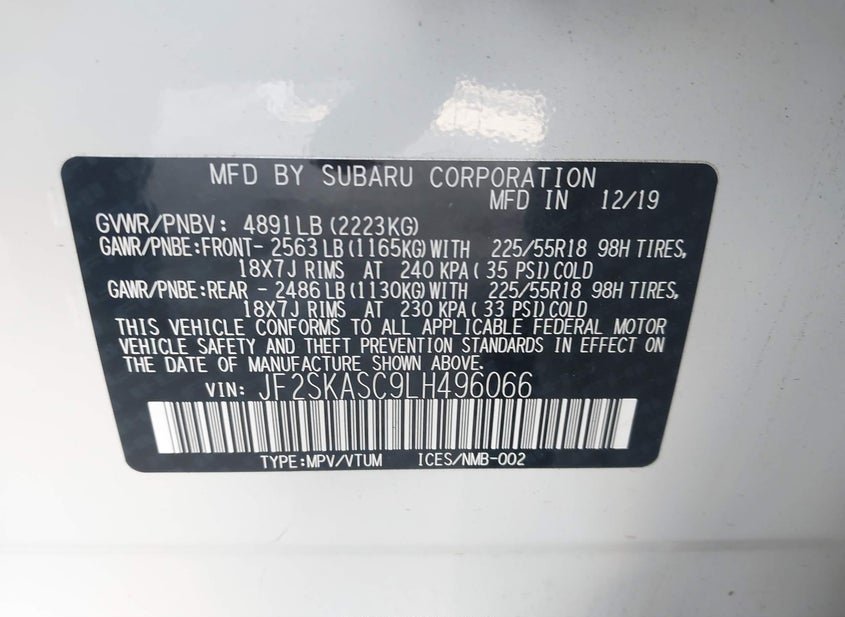 MFD BY SUBARU CORPORATION
MFD IN 12/19
GVWR/PNBV: 4891LB (2223KG)
GAWR/PNBE:FRONT- 2563LB (1165KG) WITH 225/55R18 98H TIRES,
18X7J RIMS AT 240 KPA ( 35 PSI) COLD
GAWR/PNBE:REAR - 2486LB (1130KG) WITH 225/55R18 98H TIRES,
18X7J RIMS AT 230 KPA ( 33 PSI) COLD
THIS VEHICLE CONFORMS TO ALL APPLICABLE FEDERAL MOTOR
VEHICLE SAFETY AND THEFT PREVENTION STANDARDS IN EFFECT ON
THE DATE OF MANUFACTURE SHOWN ABOVE.
VIN: JF2SKASC9LH496066
TYPE:MPV/VTUM ICES/NMB-002